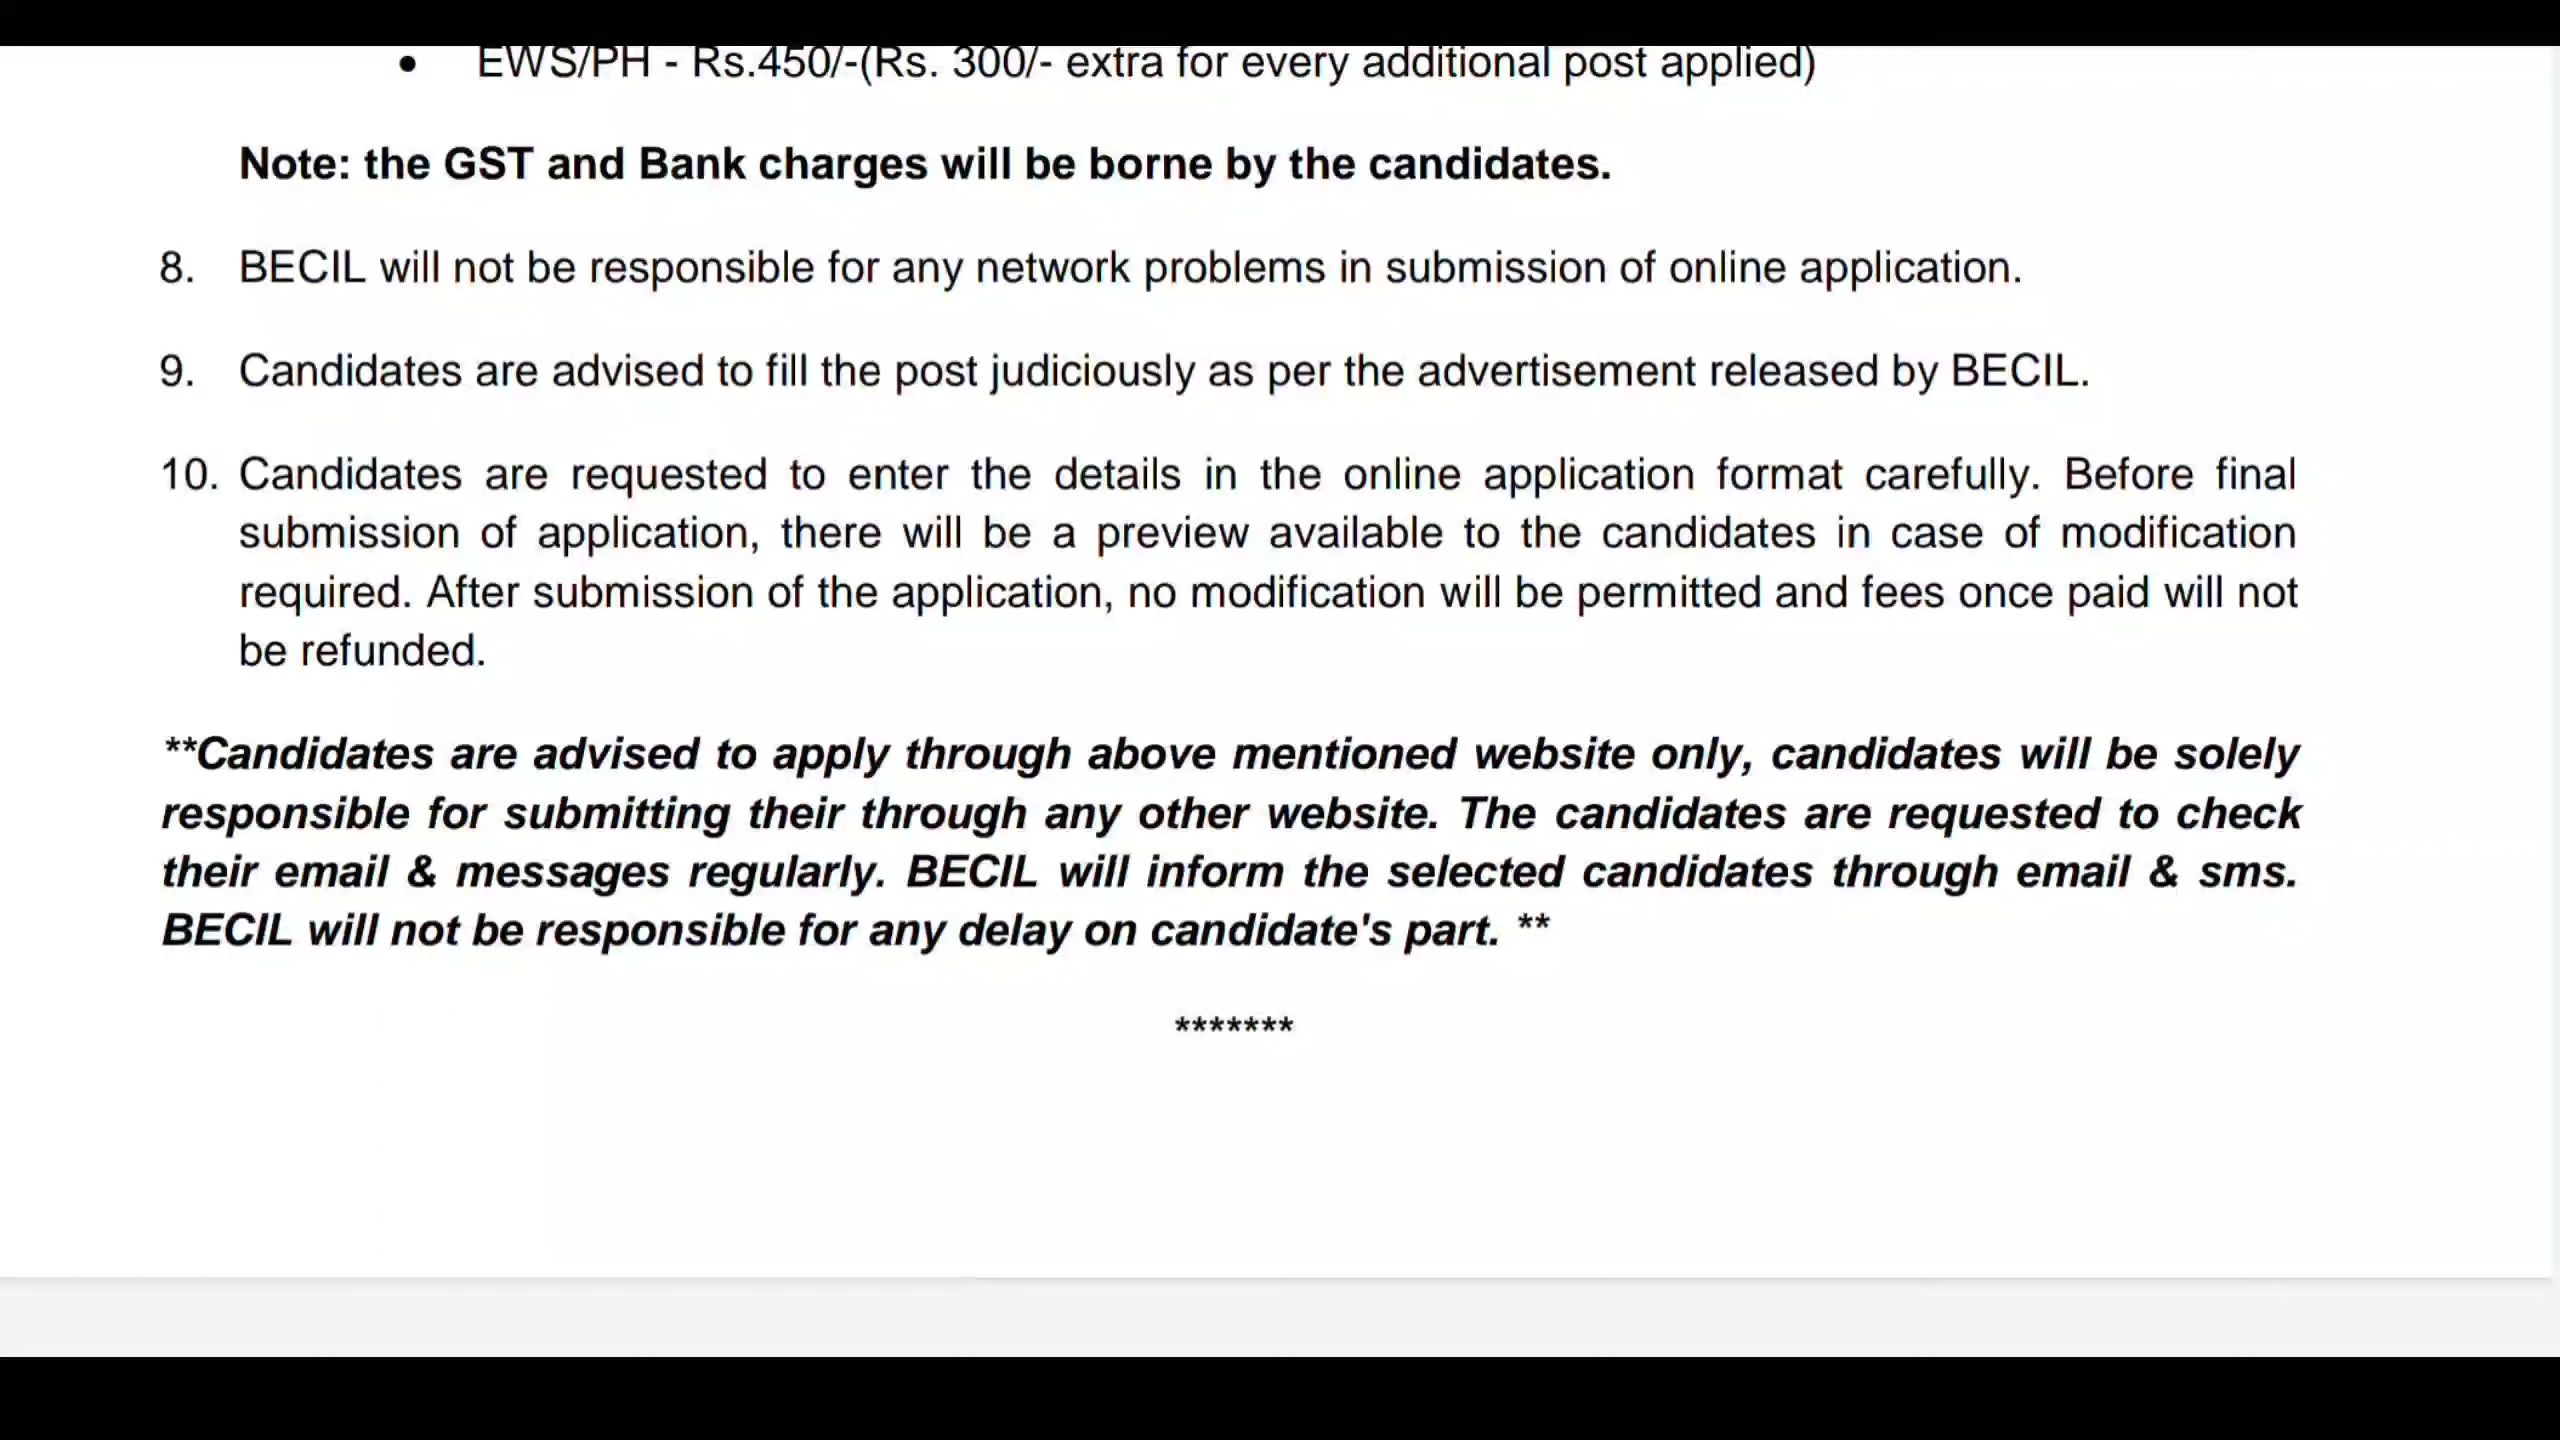 • EWS/PH - Rs.450/-(Rs. 300/- extra for every additional post applied)
Note: the GST and Bank charges will be borne by the candidates.
8. BECIL will not be responsible for any network problems in submission of online application.
9. Candidates are advised to fill the post judiciously as per the advertisement released by BECIL.
10. Candidates are requested to enter the details in the online application format carefully. Before final
submission of application, there will be a preview available to the candidates in case of modification
required. After submission of the application, no modification will be permitted and fees once paid will not
be refunded.
**Candidates are advised to apply through above mentioned website only, candidates will be solely
responsible for submitting their through any other website. The candidates are requested to check
their email & messages regularly. BECIL will inform the selected candidates through email & sms.
BECIL will not be responsible for any delay on candidate's part. **
*******